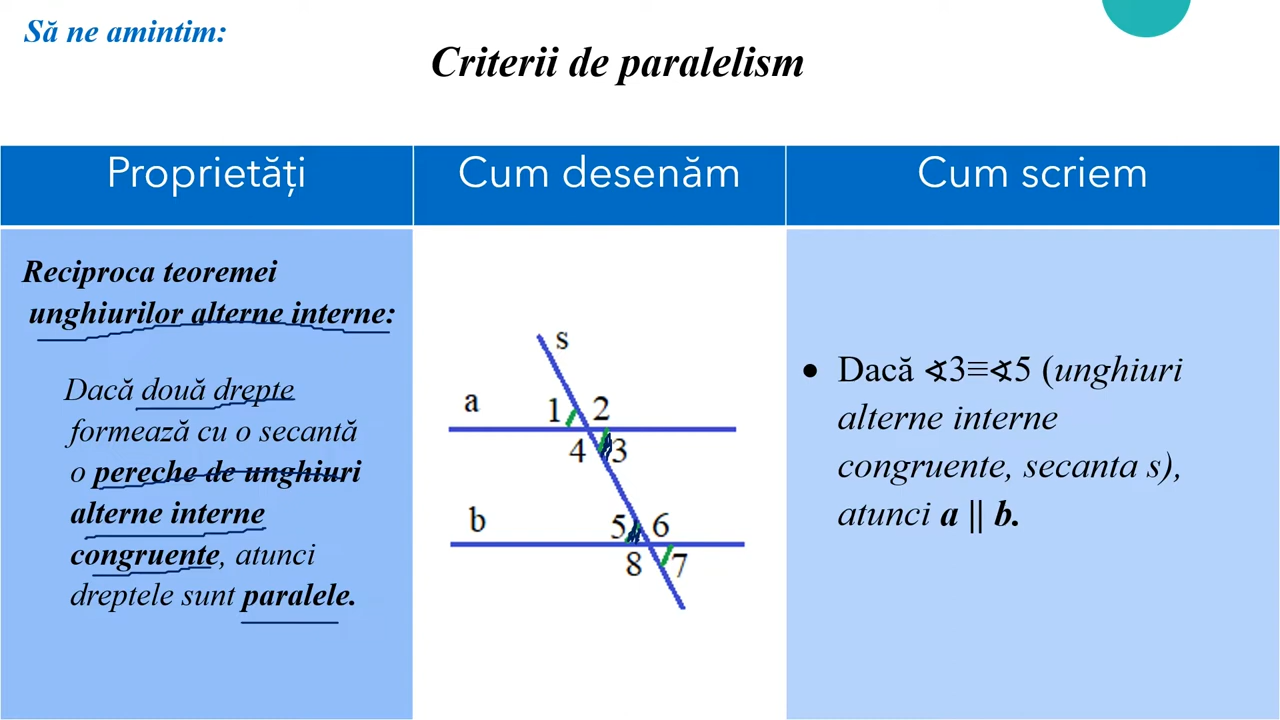 Să ne amintim:
Criterii de paralelism
Proprietăți
Cum desenăm
Cum scriem
Reciproca teoremei
unghiurilor alterne interne:
Dacă două drepte
formează cu o secantă
o pereche de unghiuri
alterne interne
congruente, atunci
dreptele sunt paralele.
s
a
1 2
4 3
b
5 6
8 7
• Dacă ∢3≡∢5 (unghiuri
alterne interne
congruente, secanta s),
atunci a || b.